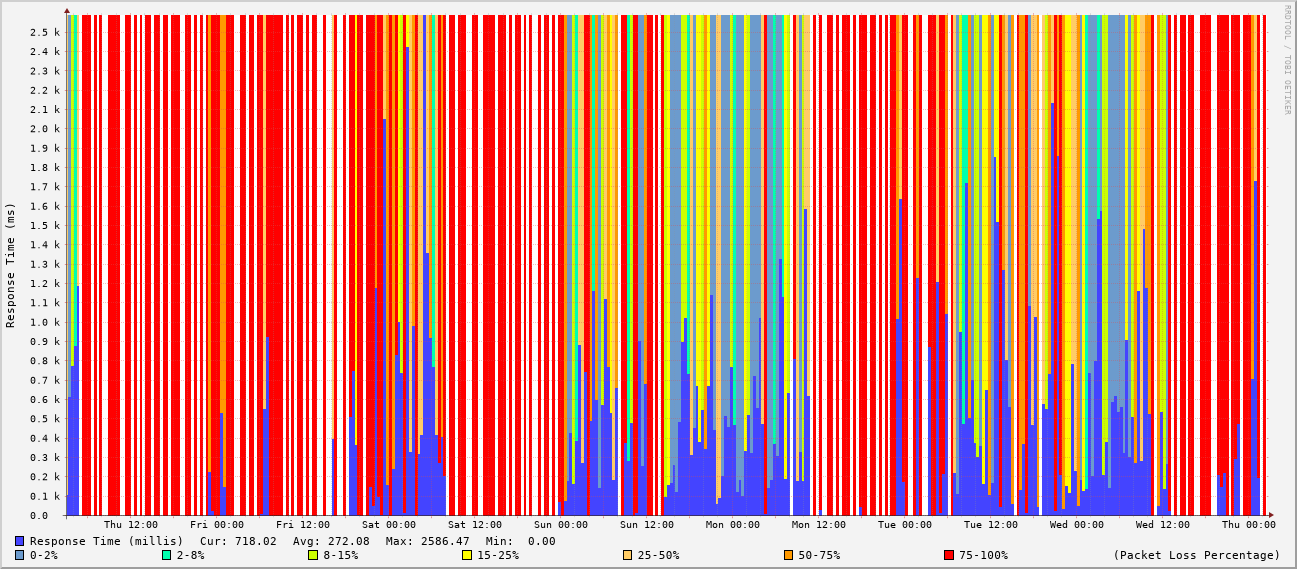 RRDTOOL / TOBI OETIKER
Response Time (ms)
2.5 k
2.4 k
2.3 k
2.2 k
2.1 k
2.0 k
1.9 k
1.8 k
1.7 k
1.6 k
1.5 k
1.4 k
1.3 k
1.2 k
1.1 k
1.0 k
0.9 k
0.8 k
0.7 k
0.6 k
0.5 k
0.4 k
0.3 k
0.2 k
0.1 k
0.0
Thu 12:00 Fri 00:00 Fri 12:00 Sat 00:00 Sat 12:00 Sun 00:00 Sun 12:00 Mon 00:00 Mon 12:00 Tue 00:00 Tue 12:00 Wed 00:00 Wed 12:00 Thu 00:00
Response Time (millis) Cur: 718.02 Avg: 272.08 Max: 2586.47 Min: 0.00
0-2% 2-8% 8-15% 15-25% 25-50% 50-75% 75-100% (Packet Loss Percentage)